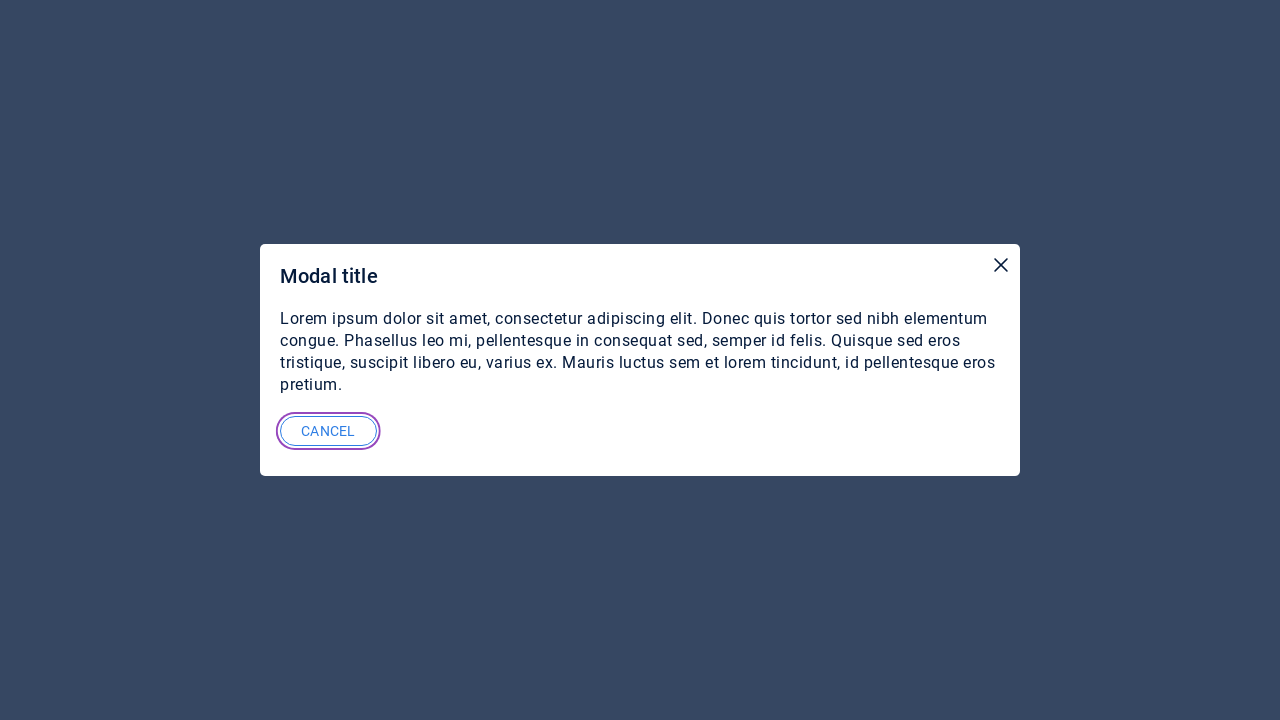 Modal title
Lorem ipsum dolor sit amet, consectetur adipiscing elit. Donec quis tortor sed nibh elementum
congue. Phasellus leo mi, pellentesque in consequat sed, semper id felis. Quisque sed eros
tristique, suscipit libero eu, varius ex. Mauris luctus sem et lorem tincidunt, id pellentesque eros
pretium.
CANCEL